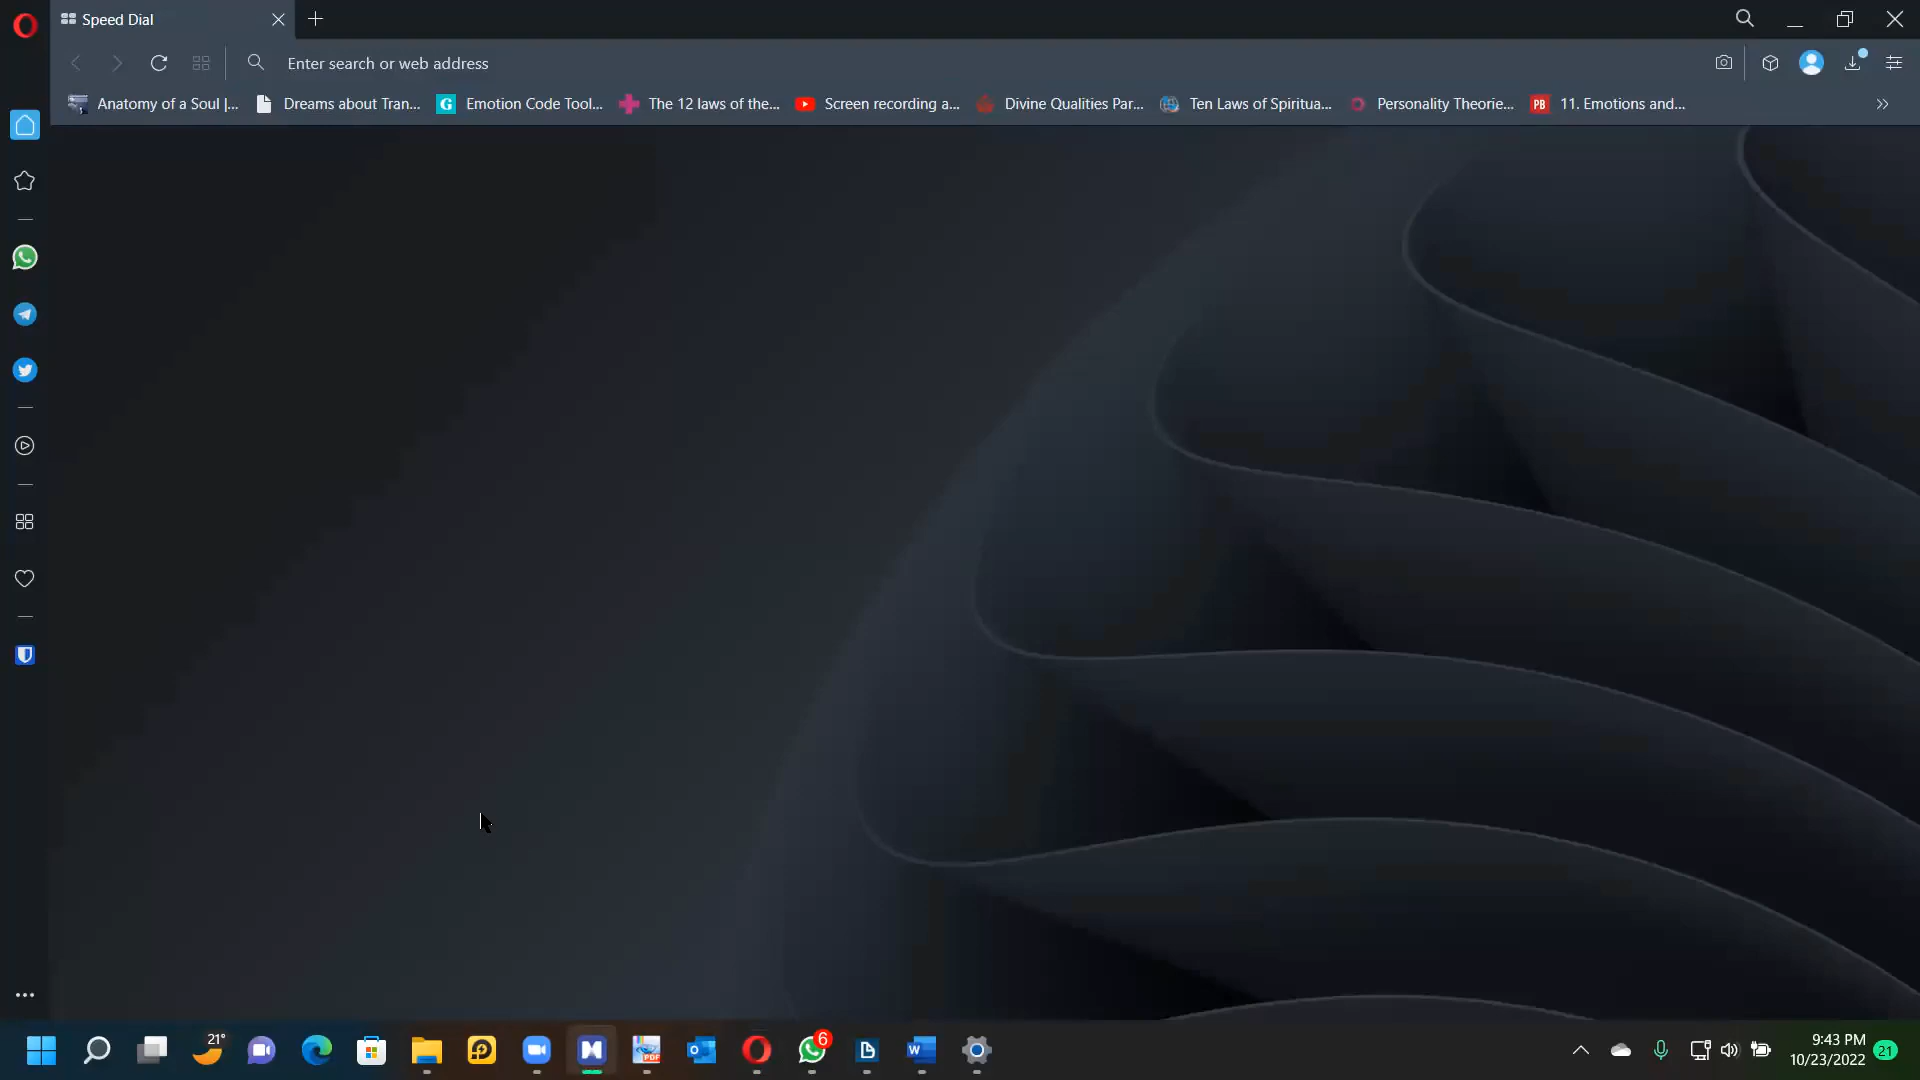 Speed Dial
Enter search or web address
Anatomy of a Soul |... Dreams about Tran... G Emotion Code Tool... The 12 laws of the... Screen recording a... Divine Qualities Par... Ten Laws of Spiritua... Personality Theorie... PB 11. Emotions and...
21° 6 9:43 PM
10/23/2022 21